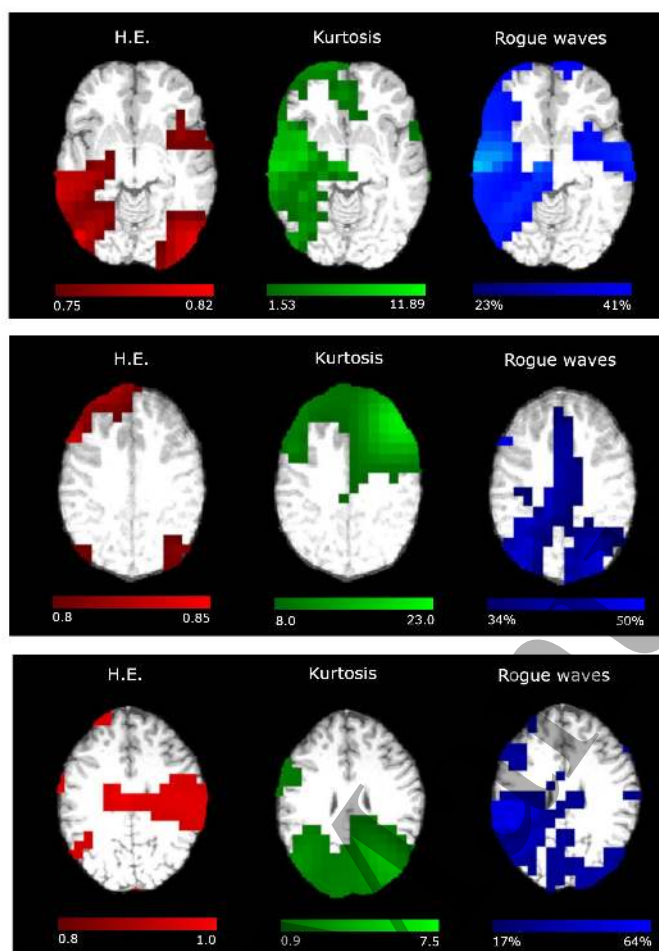 H.E. Kurtosis Rogue waves
0.75 0.82 1.53 11.89 23% 41%
H.E. Kurtosis Rogue waves
0.8 0.85 8.0 23.0 34% 50%
H.E. Kurtosis Rogue waves
0.8 1.0 0.9 7.5 17% 64%